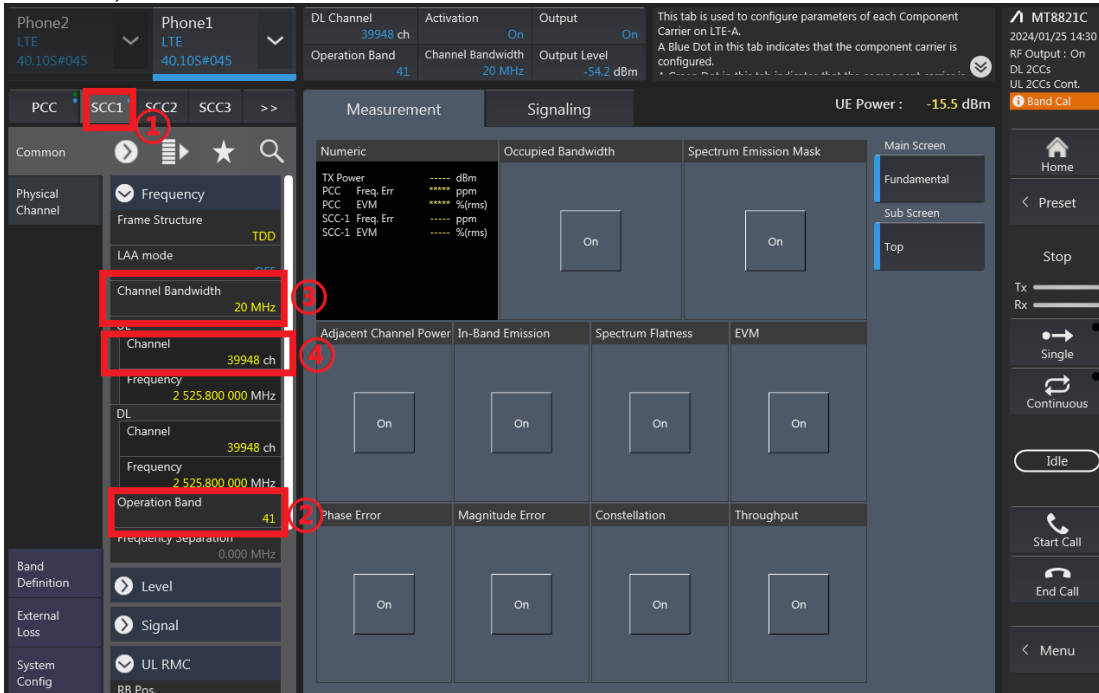 Phone2
LTE
40.10S#045
Phone1
LTE
40.10S#045
DL Channel
39948 ch
Activation
On
Output
On
Operation Band
41
Channel Bandwidth
20 MHz
Output Level
-54.2 dBm
This tab is used to configure parameters of each Component
Carrier on LTE-A.
A Blue Dot in this tab indicates that the component carrier is
configured.
MT8821C
2024/01/25 14:30
RF Output : On
DL 2CCs
UL 2CCs Cont.
Band Cal
PCC
SCC1
SCC2
SCC3
>>
①
Measurement
Signaling
UE Power : -15.5 dBm
Common
Physical
Channel
Frequency
Frame Structure
TDD
LAA mode
OFF
Channel Bandwidth
20 MHz
③
UL
Channel
39948 ch
④
Frequency
2 525.800 000 MHz
DL
Channel
39948 ch
Frequency
2 525.800 000 MHz
Operation Band
41
②
Frequency Separation
0.000 MHz
Level
Signal
UL RMC
RB Pos.
Band
Definition
External
Loss
System
Config
Numeric
TX Power ----- dBm
PCC Freq. Err ***** ppm
PCC EVM ***** %(rms)
SCC-1 Freq. Err ----- ppm
SCC-1 EVM ----- %(rms)
Occupied Bandwidth
On
Spectrum Emission Mask
On
Main Screen
Fundamental
Sub Screen
Top
Adjacent Channel Power
On
In-Band Emission
On
Spectrum Flatness
On
EVM
On
Phase Error
On
Magnitude Error
On
Constellation
On
Throughput
On
Home
< Preset
Stop
Tx
Rx
Single
Continuous
Idle
Start Call
End Call
< Menu